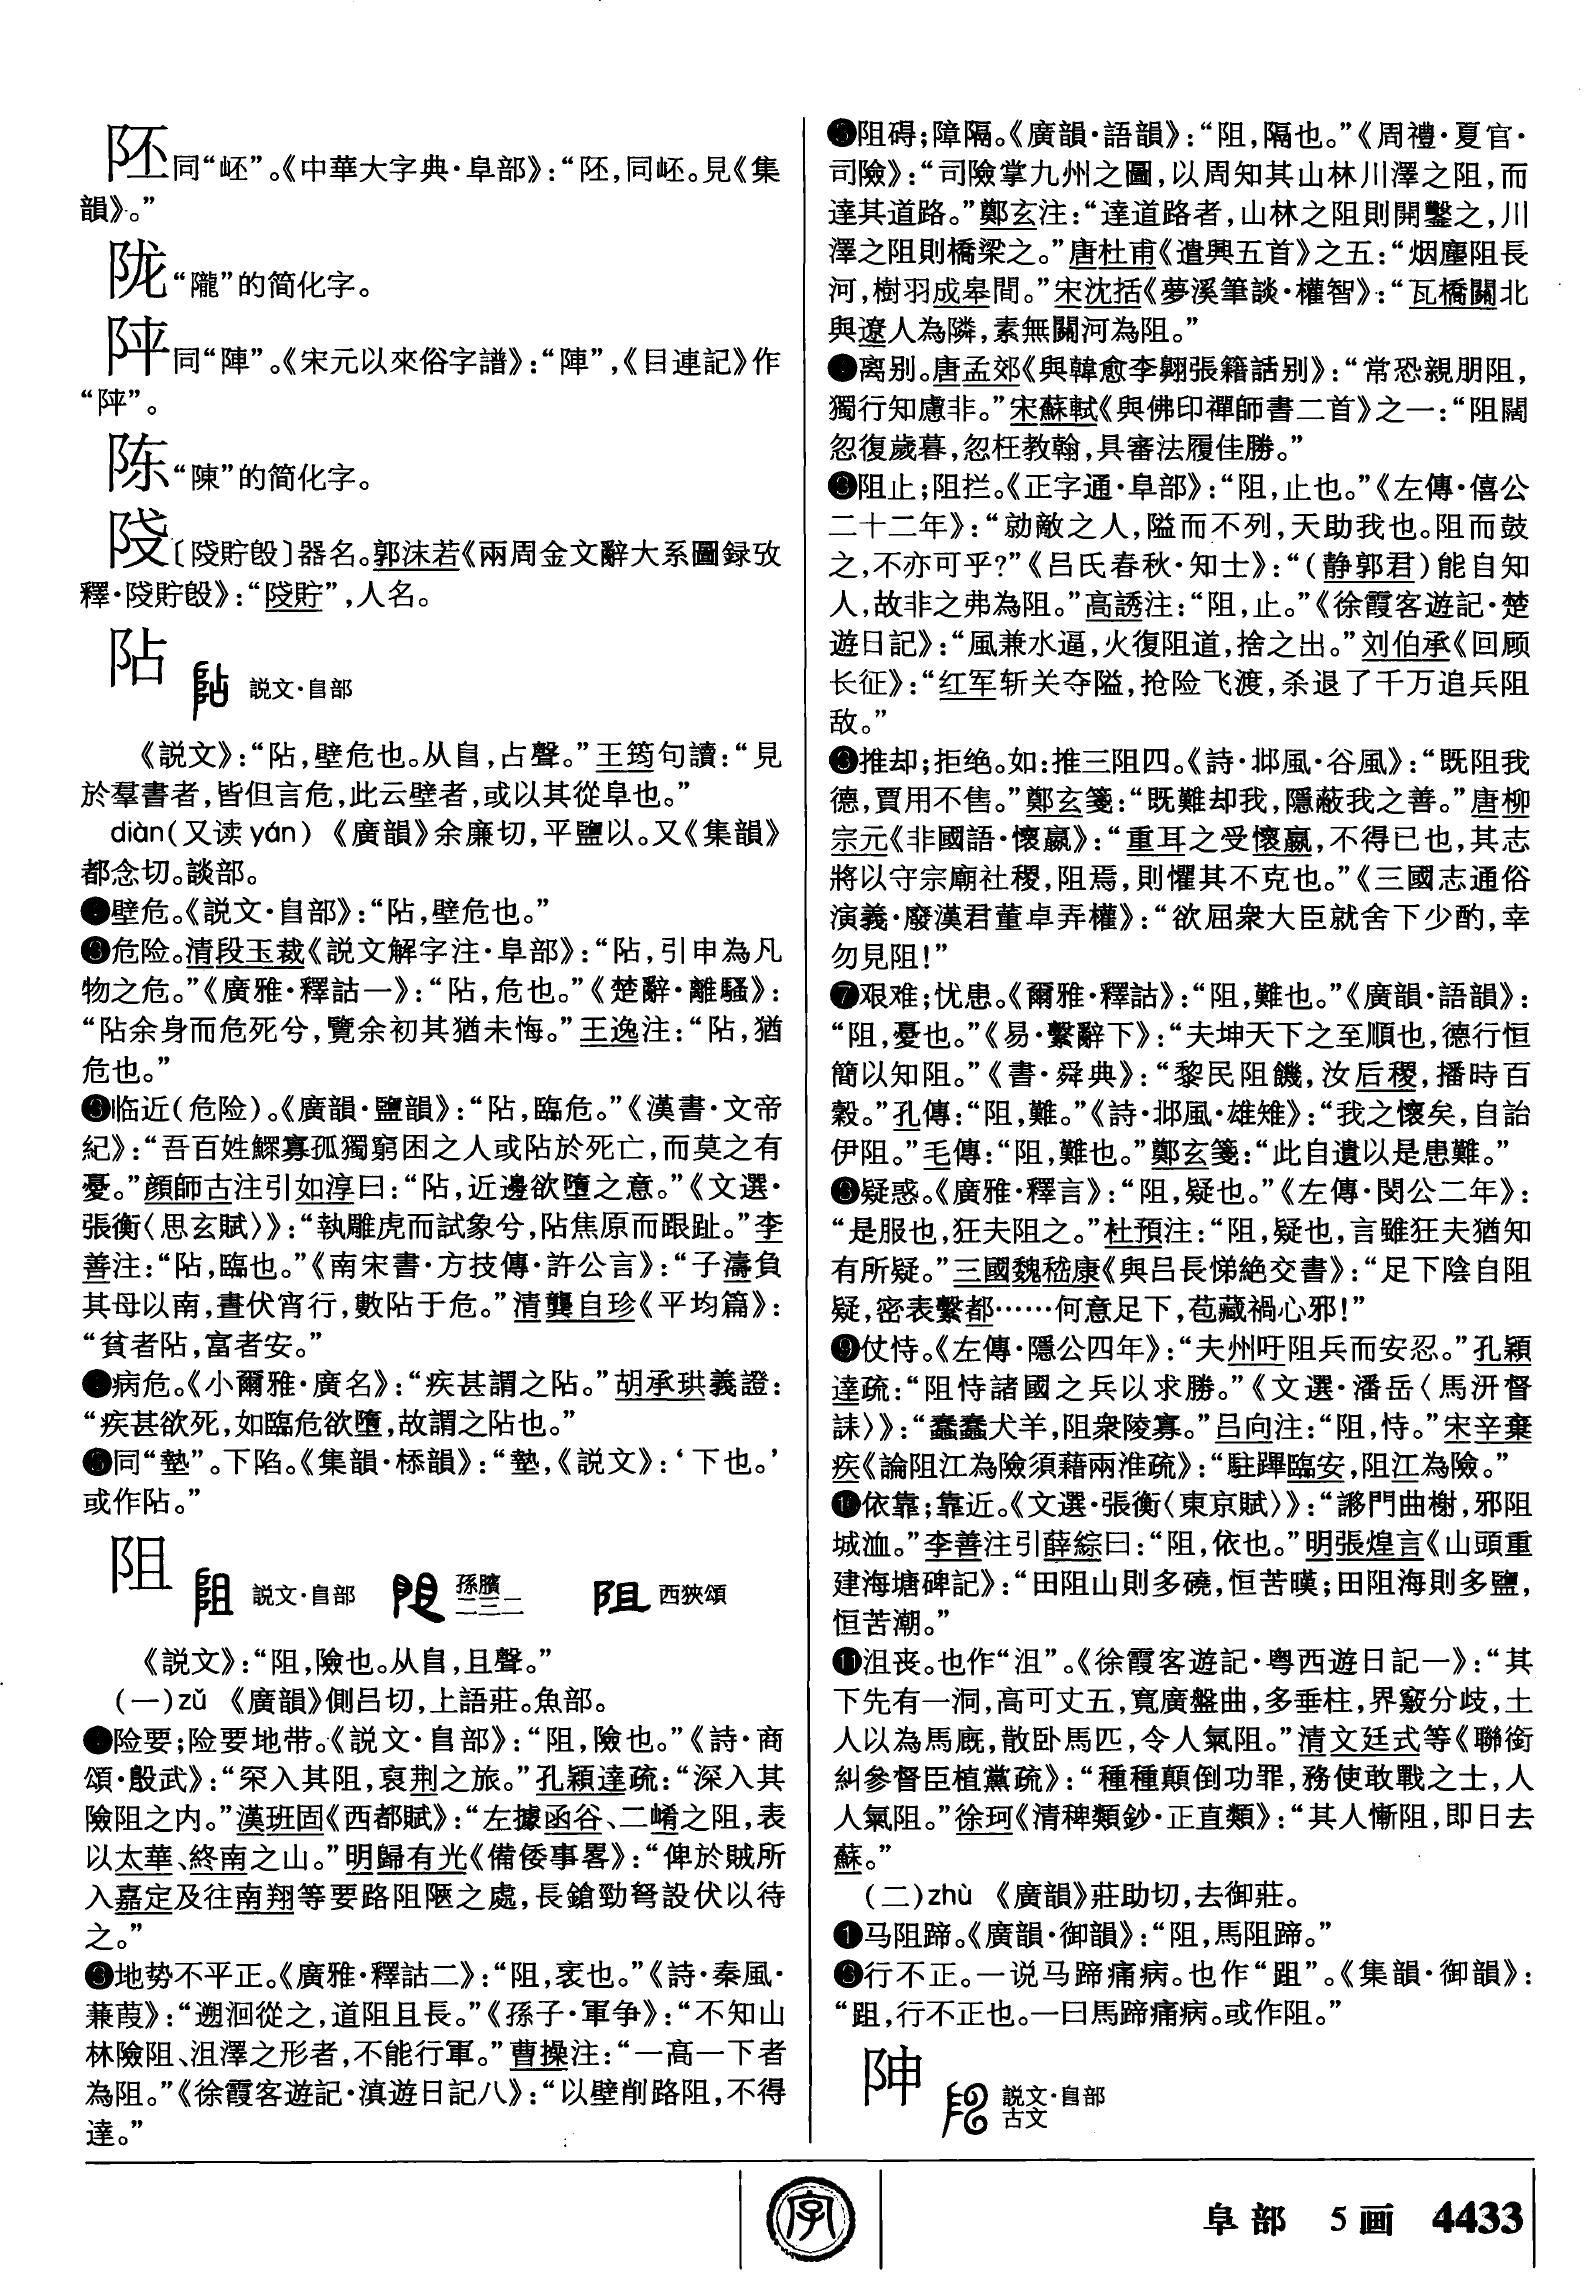 阫同“岯”。《中華大字典·阜部》：“阫，同岯。見《集
韻》。”
陇“隴”的简化字。
䦕同“陣”。《宋元以來俗字譜》：“陣”，《目連記》作
陈“陳”的简化字。
器名。郭沫若《兩周金文辭大系圖録攷
阽
説文·𨸏部
《説文》：“阽，壁危也。从𨸏，占聲。”王筠句讀：“見
於羣書者，皆但言危，此云壁者，或以其從阜也。”
diàn（又读yán）《廣韻》余廉切，平鹽以。又《集韻》
都念切。談部。
❶壁危。《説文·𨸏部》：“阽，壁危也。”
❷危险。清段玉裁《説文解字注·阜部》：“阽，引申為凡
物之危。”《廣雅·釋詁一》：“阽，危也。”《楚辭·離騷》：
“阽余身而危死兮，覽余初其猶未悔。”王逸注：“阽，猶
危也。”
❸临近（危险）。《廣韻·鹽韻》：“阽，臨危。”《漢書·文帝
紀》：“吾百姓鰥寡孤獨窮困之人或阽於死亡，而莫之有
憂。”顔師古注引如淳曰：“阽，近邊欲墮之意。”《文選·
張衡〈思玄賦〉》：“執雕虎而試象兮，阽焦原而跟趾。”李
善注：“阽，臨也。”《南宋書·方技傳·許公言》：“子濤負
其母以南，晝伏宵行，數阽于危。”清龔自珍《平均篇》：
“貧者阽，富者安。”
❹病危。《小爾雅·廣名》：“疾甚謂之阽。”胡承珙義證：
“疾甚欲死，如臨危欲墮，故謂之阽也。”
❺同“墊”。下陷。《集韻·㮇韻》：“墊，《説文》：‘下也。’
或作阽。”
阻
説文·𨸏部 孫臏二三二 西狹頌
《説文》：“阻，險也。从𨸏，且聲。”
（一）zǔ 《廣韻》側吕切，上語莊。魚部。
❶险要；险要地带。《説文·𨸏部》：“阻，險也。”《詩·商
頌·殷武》：“罙入其阻，裒荆之旅。”孔穎達疏：“深入其
險阻之内。”漢班固《西都賦》：“左據函谷、二崤之阻，表
以太華、終南之山。”明歸有光《備倭事畧》：“俾於賊所
入嘉定及往南翔等要路阻陋之處，長鎗勁弩設伏以待
之。”
❷地势不平正。《廣雅·釋詁二》：“阻，衺也。”《詩·秦風·
蒹葭》：“遡洄從之，道阻且長。”《孫子·軍争》：“不知山
林險阻、沮澤之形者，不能行軍。”曹操注：“一高一下者
為阻。”《徐霞客遊記·滇遊日記八》：“以壁削路阻，不得
達。”
❸阻碍；障隔。《廣韻·語韻》：“阻，隔也。”《周禮·夏官·
司險》：“司險掌九州之圖，以周知其山林川澤之阻，而
達其道路。”鄭玄注：“達道路者，山林之阻則開鑿之，川
澤之阻則橋梁之。”唐杜甫《遣興五首》之五：“烟塵阻長
河，樹羽成皋間。”宋沈括《夢溪筆談·權智》：“瓦橋關北
與遼人為隣，素無關河為阻。”
❹离别。唐孟郊《與韓愈李翱張籍話别》：“常恐親朋阻，
獨行知慮非。”宋蘇軾《與佛印禪師書二首》之一：“阻闊
忽復歲暮，忽枉教翰，具審法履佳勝。”
❺阻止；阻拦。《正字通·阜部》：“阻，止也。”《左傳·僖公
二十二年》：“勍敵之人，隘而不列，天助我也。阻而鼓
之，不亦可乎？”《吕氏春秋·知士》：“（静郭君）能自知
人，故非之弗為阻。”高誘注：“阻，止。”《徐霞客遊記·楚
遊日記》：“風兼水逼，火復阻道，捨之出。”刘伯承《回顾
长征》：“红军斩关夺隘，抢险飞渡，杀退了千万追兵阻
敌。”
❻推却；拒绝。如：推三阻四。《詩·邶風·谷風》：“既阻我
德，賈用不售。”鄭玄箋：“既難却我，隱蔽我之善。”唐柳
宗元《非國語·懷嬴》：“重耳之受懷嬴，不得已也，其志
將以守宗廟社稷，阻焉，則懼其不克也。”《三國志通俗
演義·廢漢君董卓弄權》：“欲屈衆大臣就舍下少酌，幸
勿見阻！”
❼艰难；忧患。《爾雅·釋詁》：“阻，難也。”《廣韻·語韻》：
“阻，憂也。”《易·繫辭下》：“夫坤天下之至順也，德行恒
簡以知阻。”《書·舜典》：“黎民阻饑，汝后稷，播時百
穀。”孔傳：“阻，難。”《詩·邶風·雄雉》：“我之懷矣，自詒
伊阻。”毛傳：“阻，難也。”鄭玄箋：“此自遺以是患難。”
❽疑惑。《廣雅·釋言》：“阻，疑也。”《左傳·閔公二年》：
“是服也，狂夫阻之。”杜預注：“阻，疑也，言雖狂夫猶知
有所疑。”三國魏嵇康《與吕長悌絶交書》：“足下陰自阻
疑，密表繫都……何意足下，苞藏禍心邪！”
❾仗恃。《左傳·隱公四年》：“夫州吁阻兵而安忍。”孔穎
達疏：“阻恃諸國之兵以求勝。”《文選·潘岳〈馬汧督
誄〉》：“蠢蠢犬羊，阻衆陵寡。”吕向注：“阻，恃。”宋辛棄
疾《論阻江為險須藉兩淮疏》：“駐蹕臨安，阻江為險。”
❿依靠；靠近。《文選·張衡〈東京賦〉》：“謻門曲榭，邪阻
城洫。”李善注引薛綜曰：“阻，依也。”明張煌言《山頭重
建海塘碑記》：“田阻山則多磽，恒苦暵；田阻海則多鹽，
恒苦潮。”
⓫沮丧。也作“沮”。《徐霞客遊記·粤西遊日記一》：“其
下先有一洞，高可丈五，寬廣盤曲，多垂柱，界竅分歧，土
人以為馬廐，散卧馬匹，令人氣阻。”清文廷式等《聯銜
糾參督臣植黨疏》：“種種顛倒功罪，務使敢戰之士，人
人氣阻。”徐珂《清稗類鈔·正直類》：“其人慚阻，即日去
蘇。”
（二）zhù 《廣韻》莊助切，去御莊。
❶马阻蹄。《廣韻·御韻》：“阻，馬阻蹄。”
❷行不正。一说马蹄痛病。也作“跙”。《集韻·御韻》：
“跙，行不正也。一曰馬蹄痛病。或作阻。”
䦔
説文·𨸏部
古文
字
阜部 5画 4433